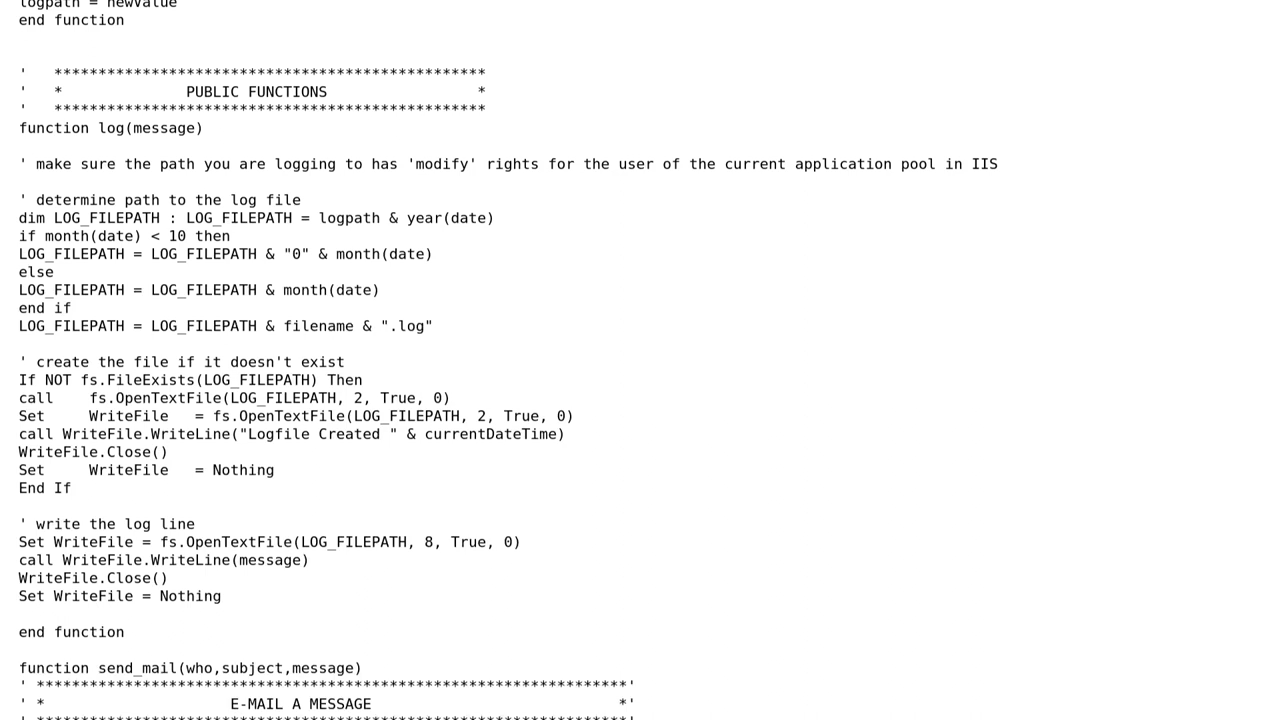 logpath = newValue
end function
'   *************************************************
'   *              PUBLIC FUNCTIONS                 *
'   *************************************************
function log(message)
' make sure the path you are logging to has 'modify' rights for the user of the current application pool in IIS
' determine path to the log file
dim LOG_FILEPATH : LOG_FILEPATH = logpath & year(date)
if month(date) < 10 then
LOG_FILEPATH = LOG_FILEPATH & "0" & month(date)
else
LOG_FILEPATH = LOG_FILEPATH & month(date)
end if
LOG_FILEPATH = LOG_FILEPATH & filename & ".log"
' create the file if it doesn't exist
If NOT fs.FileExists(LOG_FILEPATH) Then
call    fs.OpenTextFile(LOG_FILEPATH, 2, True, 0)
Set     WriteFile   = fs.OpenTextFile(LOG_FILEPATH, 2, True, 0)
call WriteFile.WriteLine("Logfile Created " & currentDateTime)
WriteFile.Close()
Set     WriteFile   = Nothing
End If
' write the log line
Set WriteFile = fs.OpenTextFile(LOG_FILEPATH, 8, True, 0)
call WriteFile.WriteLine(message)
WriteFile.Close()
Set WriteFile = Nothing
end function
function send_mail(who,subject,message)
' *******************************************************************'
' *                     E-MAIL A MESSAGE                            *'
' *******************************************************************'